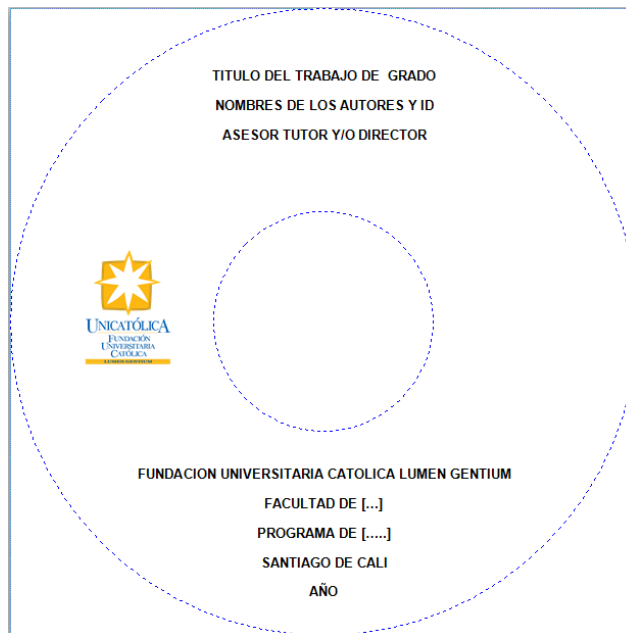 TITULO DEL TRABAJO DE GRADO
NOMBRES DE LOS AUTORES Y ID
ASESOR TUTOR Y/O DIRECTOR
UNICATÓLICA
FUNDACIÓN
UNIVERSITARIA
CATÓLICA
LUMEN GENTIUM
FUNDACION UNIVERSITARIA CATOLICA LUMEN GENTIUM
FACULTAD DE [...]
PROGRAMA DE [.....]
SANTIAGO DE CALI
AÑO